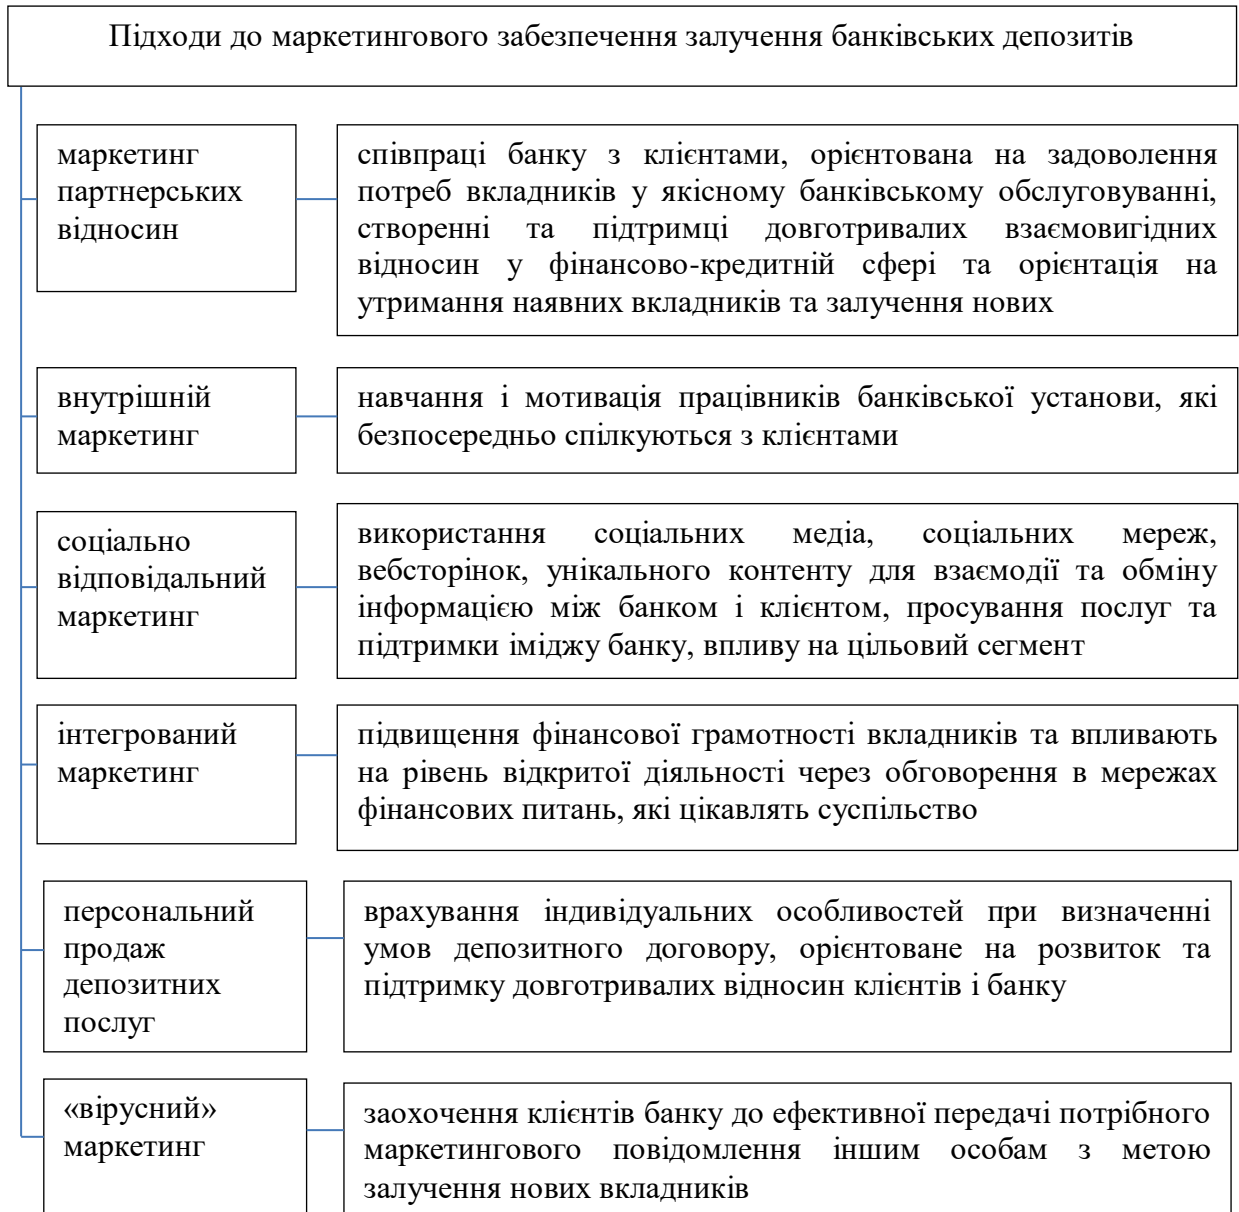 Підходи до маркетингового забезпечення залучення банківських депозитів
маркетинг
партнерських
відносин
співпраці банку з клієнтами, орієнтована на задоволення
потреб вкладників у якісному банківському обслуговуванні,
створенні та підтримці довготривалих взаємовигідних
відносин у фінансово-кредитній сфері та орієнтація на
утримання наявних вкладників та залучення нових
внутрішній
маркетинг
навчання і мотивація працівників банківської установи, які
безпосередньо спілкуються з клієнтами
соціально
відповідальний
маркетинг
використання соціальних медіа, соціальних мереж,
вебсторінок, унікального контенту для взаємодії та обміну
інформацією між банком і клієнтом, просування послуг та
підтримки іміджу банку, впливу на цільовий сегмент
інтегрований
маркетинг
підвищення фінансової грамотності вкладників та впливають
на рівень відкритої діяльності через обговорення в мережах
фінансових питань, які цікавлять суспільство
персональний
продаж
депозитних
послуг
врахування індивідуальних особливостей при визначенні
умов депозитного договору, орієнтоване на розвиток та
підтримку довготривалих відносин клієнтів і банку
«вірусний»
маркетинг
заохочення клієнтів банку до ефективної передачі потрібного
маркетингового повідомлення іншим особам з метою
залучення нових вкладників